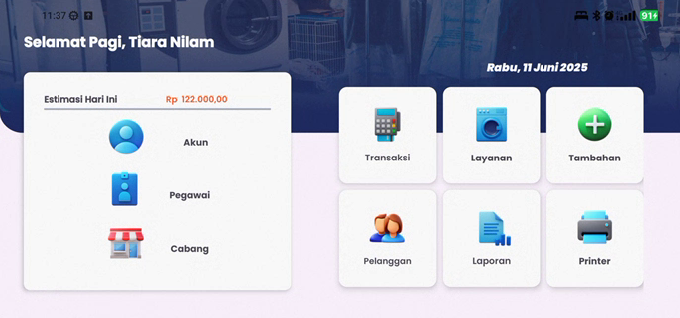 11:37
91+
Selamat Pagi, Tiara Nilam
Rabu, 11 Juni 2025
Estimasi Hari Ini Rp 122.000,00
Akun
Pegawai
Cabang
Transaksi
Layanan
Tambahan
Pelanggan
Laporan
Printer